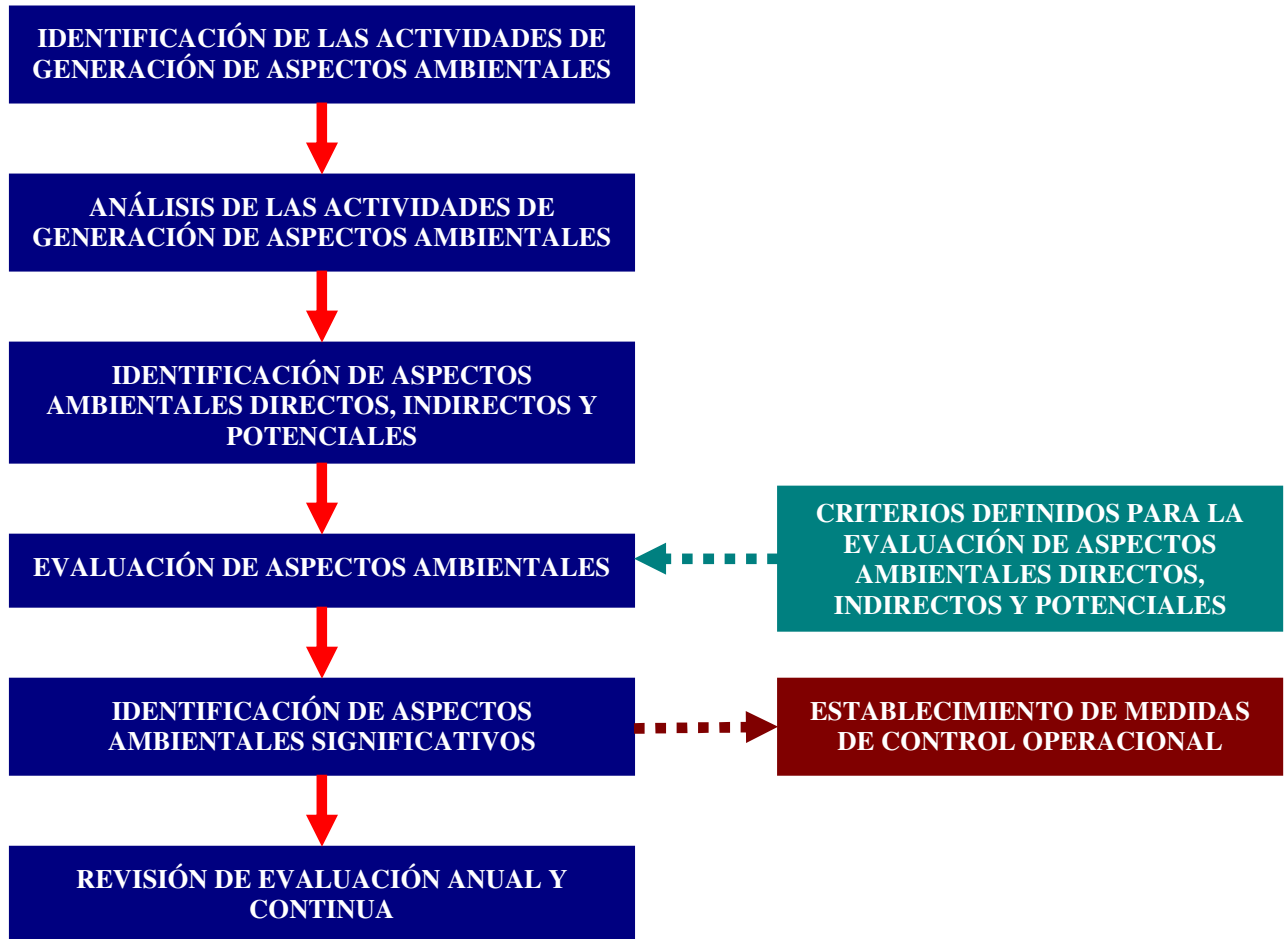 IDENTIFICACIÓN DE LAS ACTIVIDADES DE
GENERACIÓN DE ASPECTOS AMBIENTALES
ANÁLISIS DE LAS ACTIVIDADES DE
GENERACIÓN DE ASPECTOS AMBIENTALES
IDENTIFICACIÓN DE ASPECTOS
AMBIENTALES DIRECTOS, INDIRECTOS Y
POTENCIALES
EVALUACIÓN DE ASPECTOS AMBIENTALES
CRITERIOS DEFINIDOS PARA LA
EVALUACIÓN DE ASPECTOS
AMBIENTALES DIRECTOS,
INDIRECTOS Y POTENCIALES
IDENTIFICACIÓN DE ASPECTOS
AMBIENTALES SIGNIFICATIVOS
ESTABLECIMIENTO DE MEDIDAS
DE CONTROL OPERACIONAL
REVISIÓN DE EVALUACIÓN ANUAL Y
CONTINUA